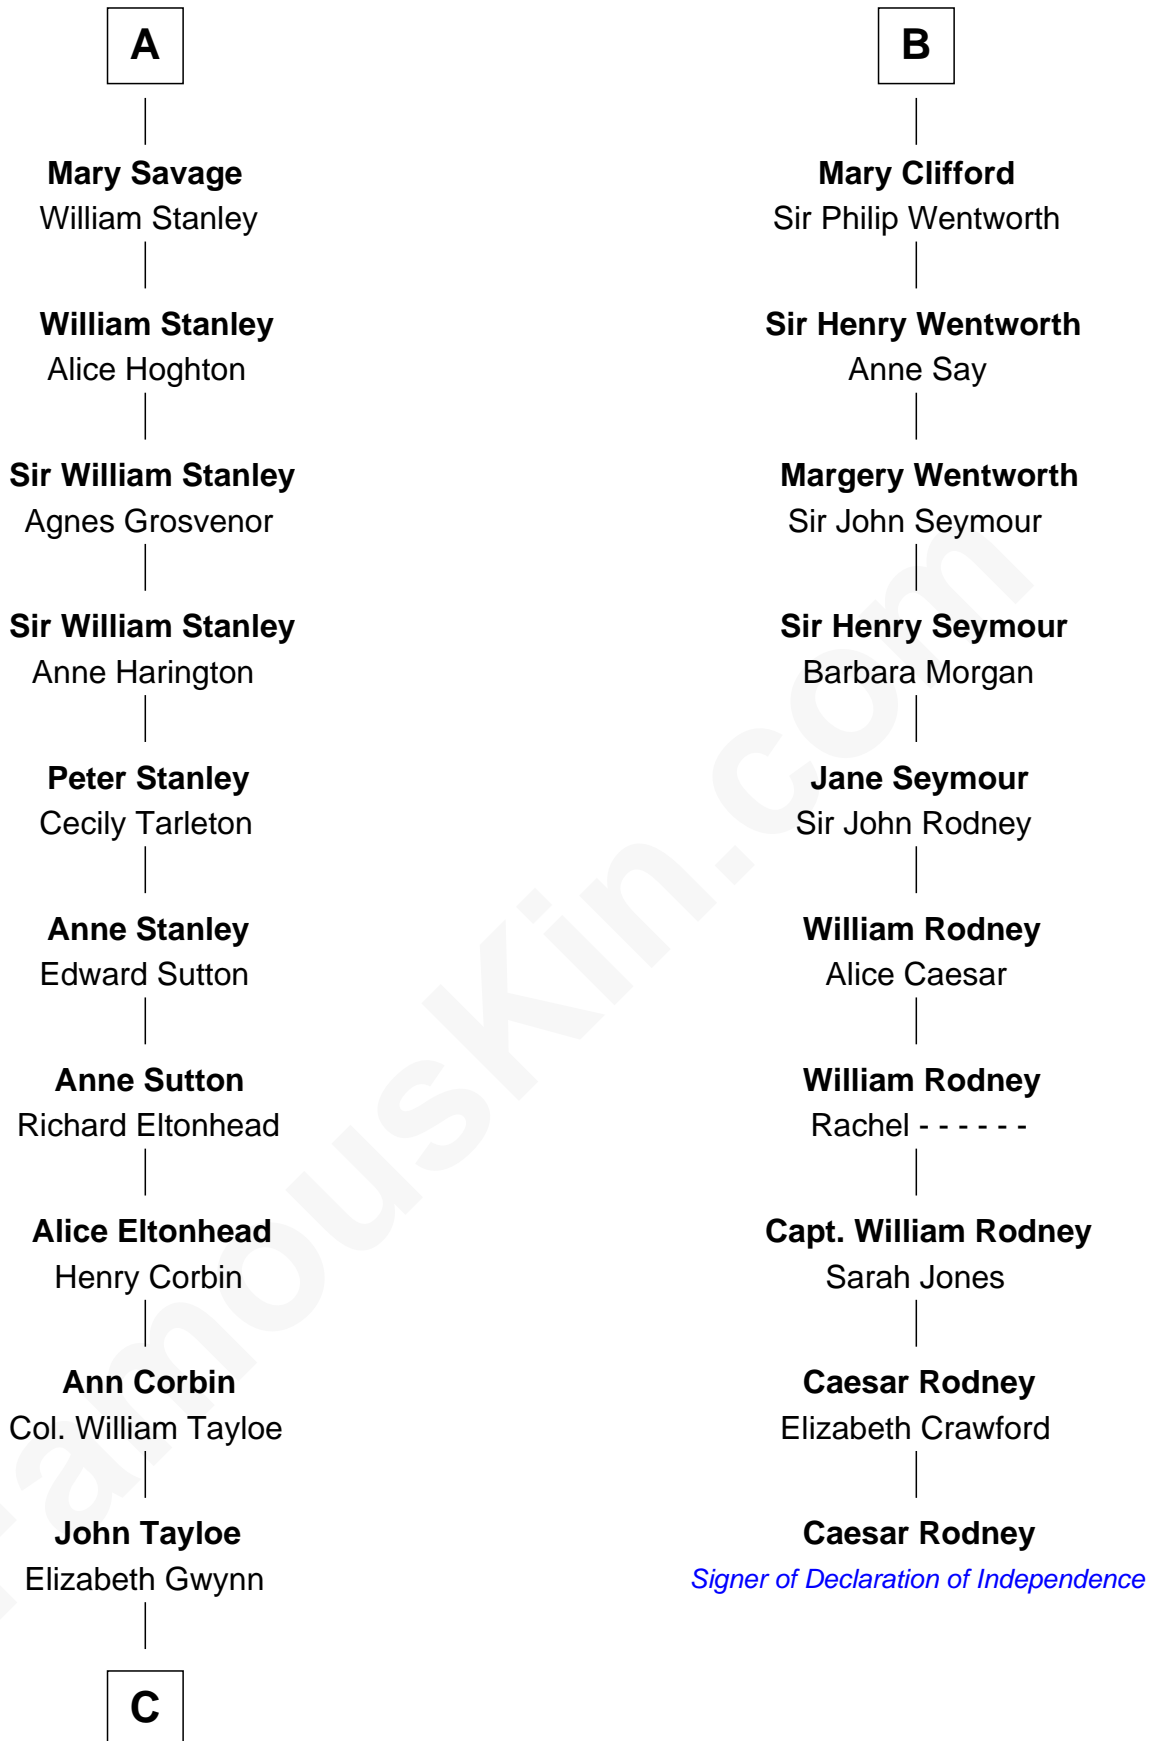 A
Mary Savage
William Stanley
William Stanley
Alice Hoghton
Sir William Stanley
Agnes Grosvenor
Sir William Stanley
Anne Harington
Peter Stanley
Cecily Tarleton
Anne Stanley
Edward Sutton
Anne Sutton
Richard Eltonhead
Alice Eltonhead
Henry Corbin
Ann Corbin
Col. William Tayloe
John Tayloe
Elizabeth Gwynn
C
B
Mary Clifford
Sir Philip Wentworth
Sir Henry Wentworth
Anne Say
Margery Wentworth
Sir John Seymour
Sir Henry Seymour
Barbara Morgan
Jane Seymour
Sir John Rodney
William Rodney
Alice Caesar
William Rodney
Rachel - - - - - -
Capt. William Rodney
Sarah Jones
Caesar Rodney
Elizabeth Crawford
Caesar Rodney
Signer of Declaration of Independence
FamousKin.com